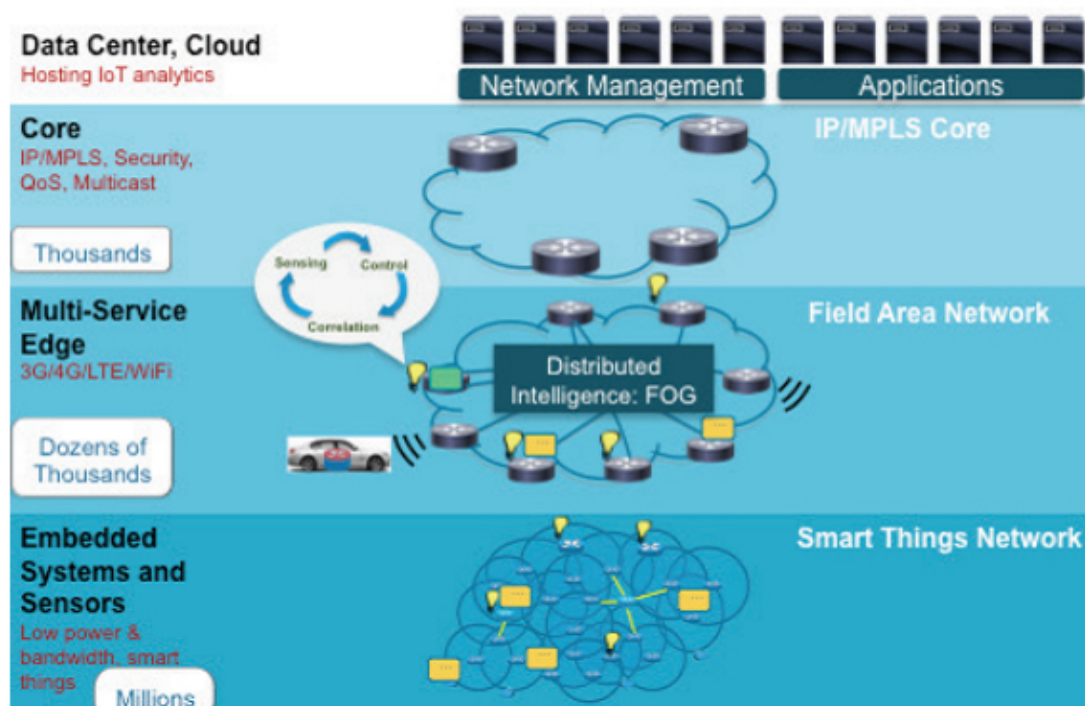 Data Center, Cloud
Hosting IoT analytics
Network Management
Applications
Core
IP/MPLS, Security,
QoS, Multicast
IP/MPLS Core
Thousands
Sensing
Control
Correlation
Multi-Service
Edge
3G/4G/LTE/WiFi
Field Area Network
Distributed
Intelligence: FOG
Dozens of
Thousands
Embedded
Systems and
Sensors
Low power &
bandwidth, smart
things
Smart Things Network
Millions